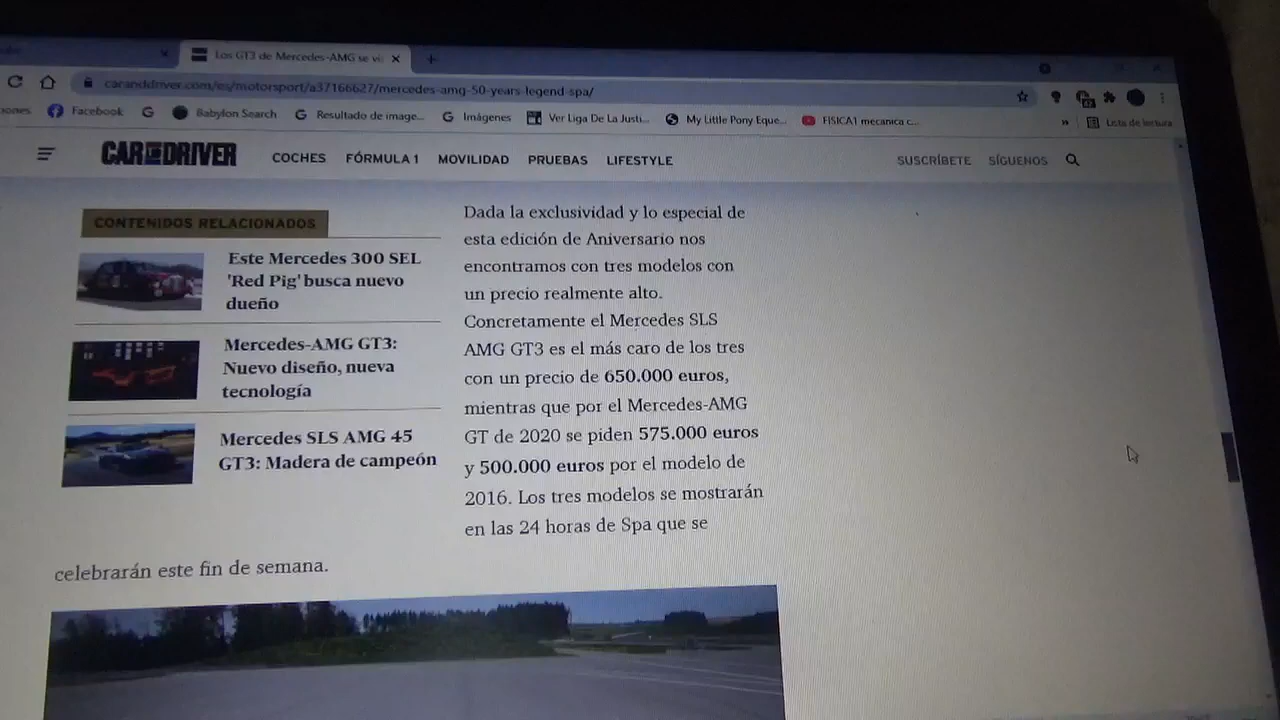 Los GT3 de Mercedes-AMG se vi
caranddriver.com/es/motorsport/a37166627/mercedes-amg-50-years-legend-spa/
Facebook
Babylon Search
Resultado de image...
Imágenes
Ver Liga De La Justi...
My Little Pony Eque...
FISICA1 mecanica c...
»
Lista de lectura
CAR AND DRIVER
COCHES
FÓRMULA 1
MOVILIDAD
PRUEBAS
LIFESTYLE
SUSCRÍBETE
SÍGUENOS
CONTENIDOS RELACIONADOS
Este Mercedes 300 SEL
'Red Pig' busca nuevo
dueño
Mercedes-AMG GT3:
Nuevo diseño, nueva
tecnología
Mercedes SLS AMG 45
GT3: Madera de campeón
Dada la exclusividad y lo especial de
esta edición de Aniversario nos
encontramos con tres modelos con
un precio realmente alto.
Concretamente el Mercedes SLS
AMG GT3 es el más caro de los tres
con un precio de 650.000 euros,
mientras que por el Mercedes-AMG
GT de 2020 se piden 575.000 euros
y 500.000 euros por el modelo de
2016. Los tres modelos se mostrarán
en las 24 horas de Spa que se
celebrarán este fin de semana.